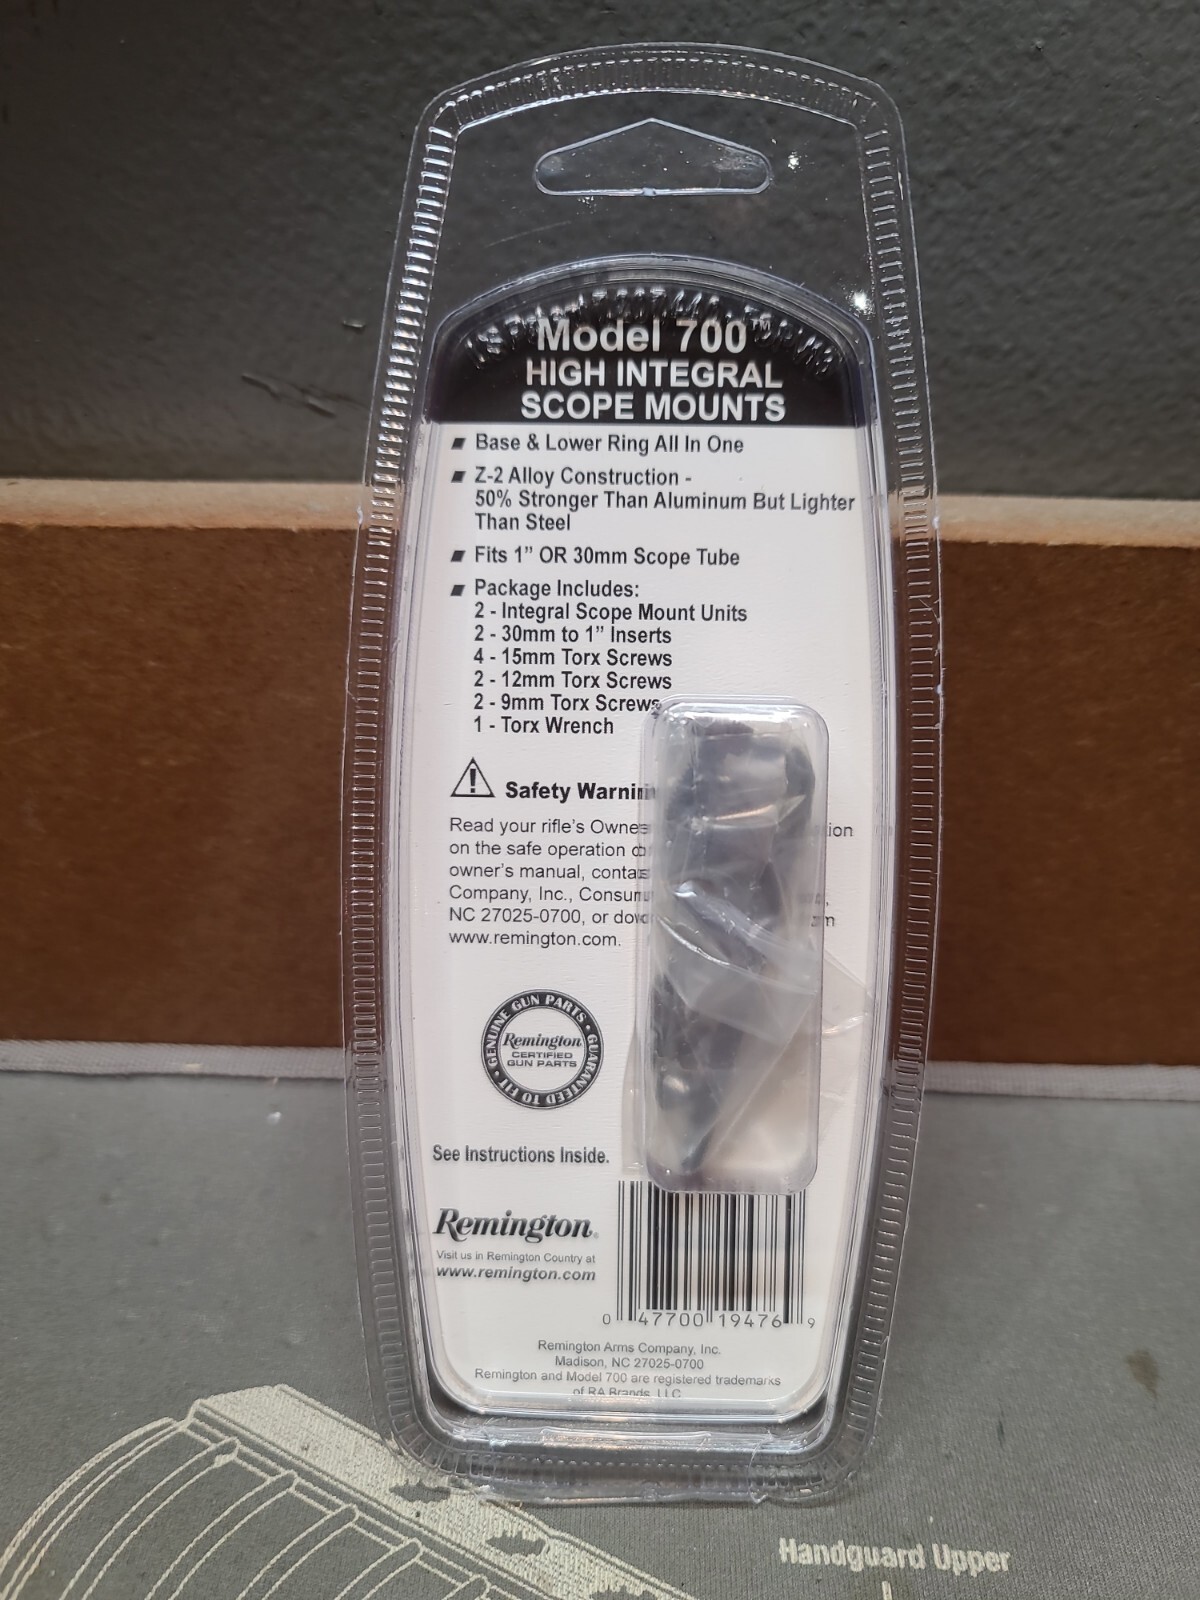 Model 700™
HIGH INTEGRAL
SCOPE MOUNTS
Base & Lower Ring All In One
Z-2 Alloy Construction -
50% Stronger Than Aluminum But Lighter
Than Steel
Fits 1” OR 30mm Scope Tube
Package Includes:
2 - Integral Scope Mount Units
2 - 30mm to 1” Inserts
4 - 15mm Torx Screws
2 - 12mm Torx Screws
2 - 9mm Torx Screws
1 - Torx Wrench
Safety
Read your rifle’s
on the safe operation
owner’s manual,
Company, Inc.,
NC 27025-0700, or
www.remington.com.
GENUINE GUN PARTS • GUARANTEED TO FIT •
Remington
CERTIFIED
GUN PARTS
See Instructions Inside.
Remington®
Visit us in Remington Country at
www.remington.com
0 47700 19476 9
Remington Arms Company, Inc.
Madison, NC 27025-0700
Remington and Model 700 are registered trademarks
of RA Brands, LLC
Handguard Upper